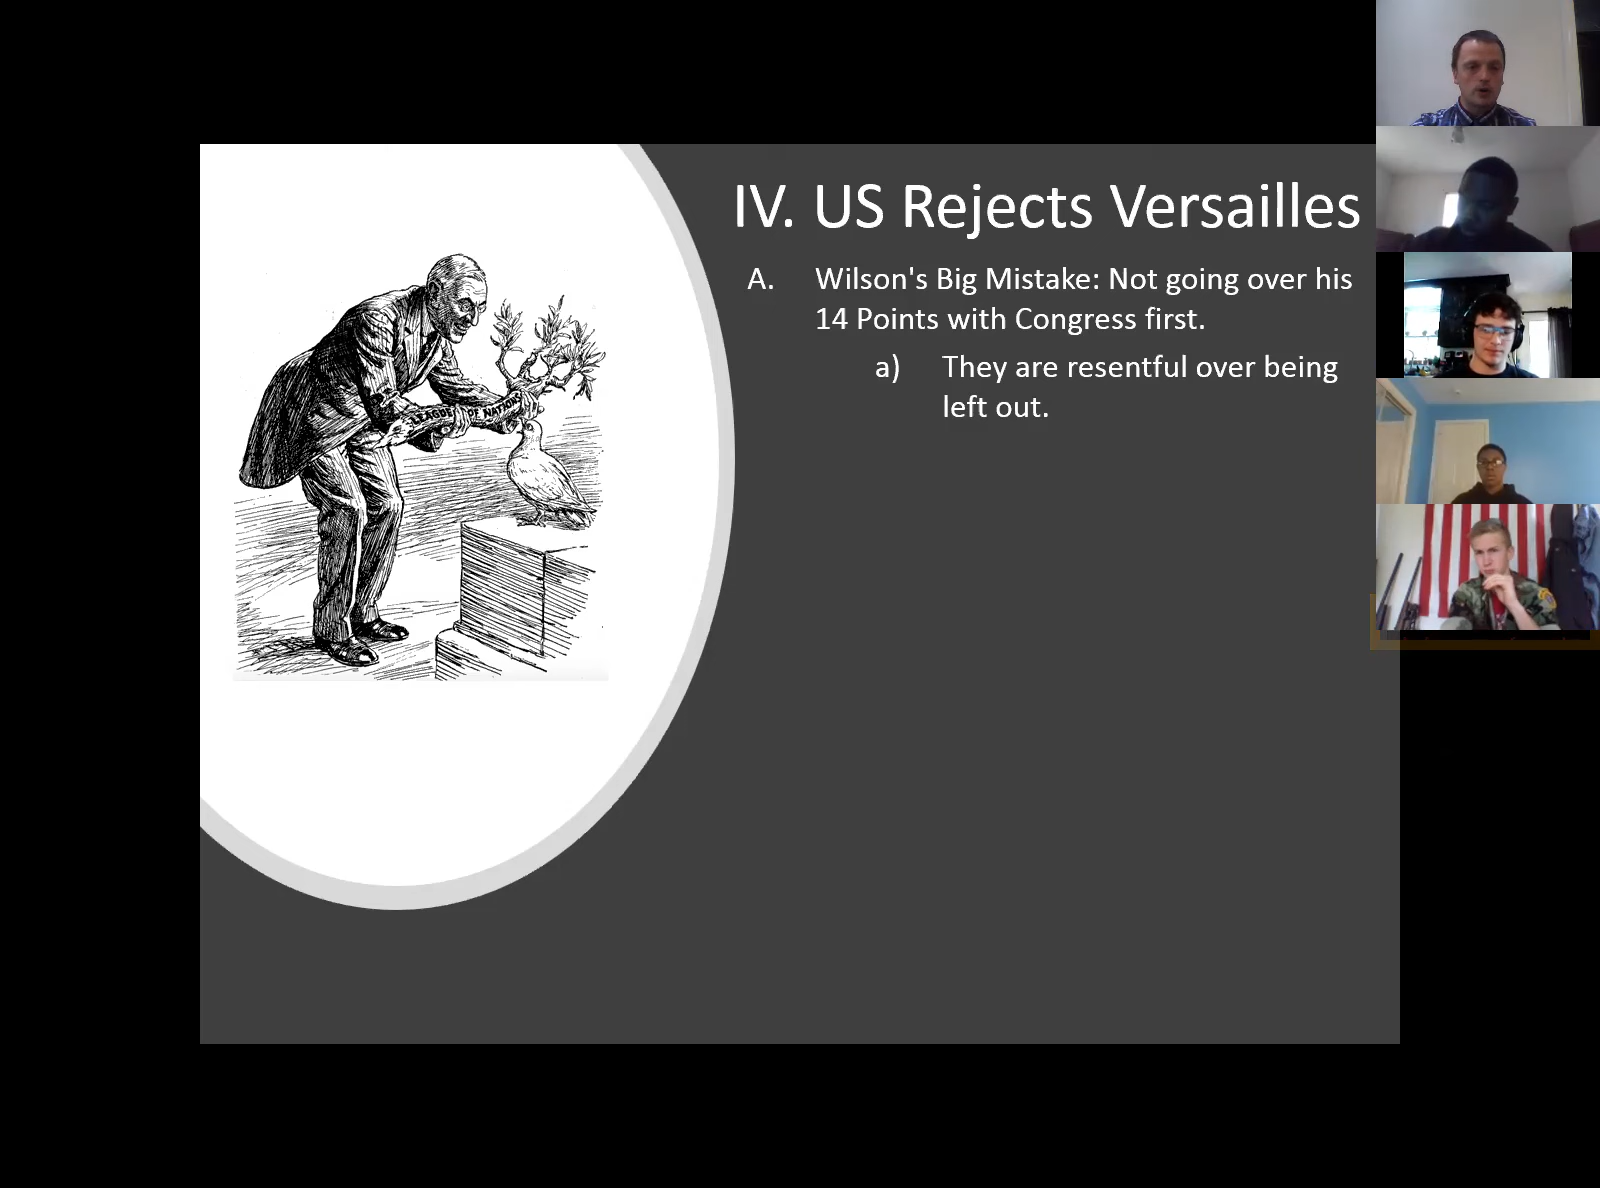 IV. US Rejects Versailles
A. Wilson's Big Mistake: Not going over his
14 Points with Congress first.
a) They are resentful over being
left out.
LEAGUE OF NATIONS